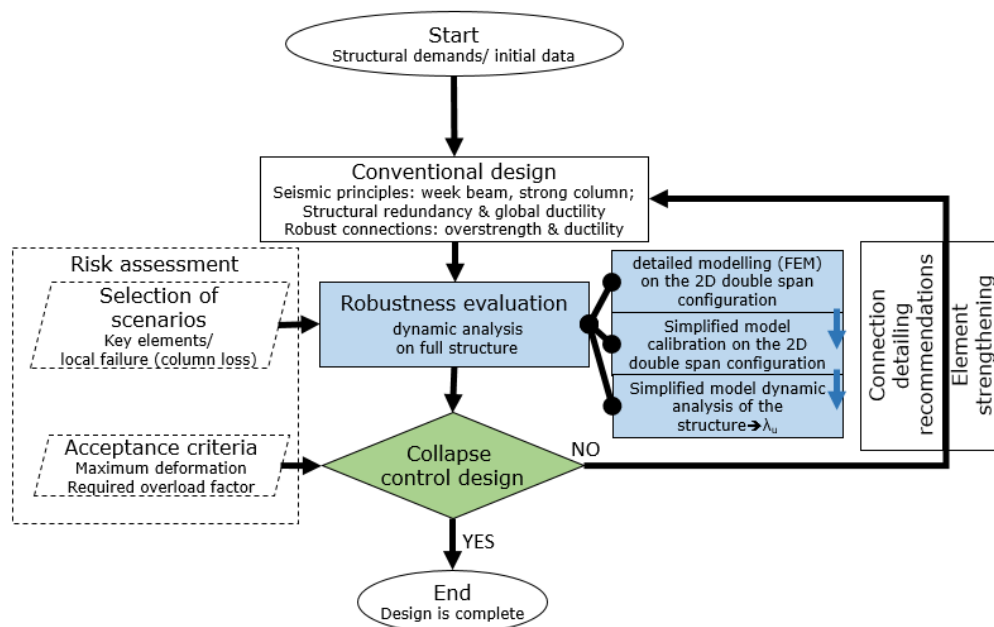 Start
Structural demands/ initial data
Conventional design
Seismic principles: week beam, strong column;
Structural redundancy & global ductility
Robust connections: overstrength & ductility
Risk assessment
Selection of
scenarios
Key elements/
local failure (column loss)
Robustness evaluation
dynamic analysis
on full structure
detailed modelling (FEM)
on the 2D double span
configuration
Simplified model
calibration on the 2D
double span configuration
Simplified model dynamic
analysis of the
structure➔λu
Connection
detailing
recommendations
Element
strengthening
Acceptance criteria
Maximum deformation
Required overload factor
Collapse
control design
NO
YES
End
Design is complete